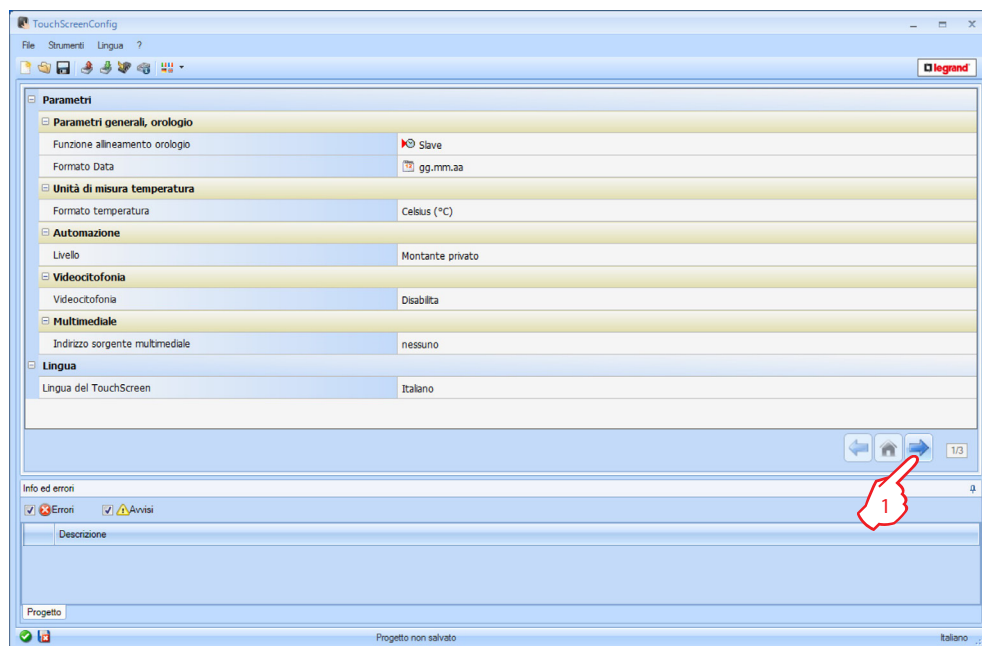 TouchScreenConfig
File Strumenti Lingua ?
legrand
Parametri
Parametri generali, orologio
Funzione allineamento orologio Slave
Formato Data gg.mm.aa
Unità di misura temperatura
Formato temperatura Celsius (°C)
Automazione
Livello Montante privato
Videocitofonia
Videocitofonia Disabilita
Multimediale
Indirizzo sorgente multimediale nessuno
Lingua
Lingua del TouchScreen Italiano
1/3
Info ed errori
1
Errori Avvisi
Descrizione
Progetto
Progetto non salvato Italiano